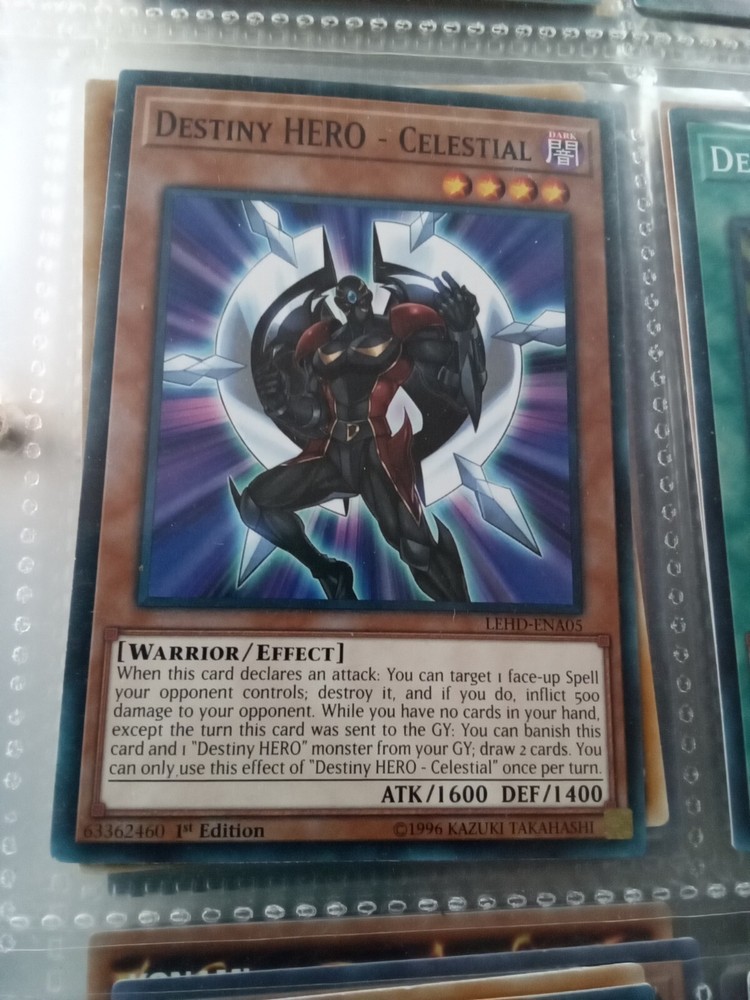 DESTINY HERO - CELESTIAL
DARK
闇
DE
LEHD-ENA05
[WARRIOR/EFFECT]
When this card declares an attack: You can target 1 face-up Spell
your opponent controls; destroy it, and if you do, inflict 500
damage to your opponent. While you have no cards in your hand,
except the turn this card was sent to the GY: You can banish this
card and 1 "Destiny HERO" monster from your GY; draw 2 cards. You
can only use this effect of "Destiny HERO - Celestial" once per turn.
ATK/1600 DEF/1400
63362460 1st Edition
©1996 KAZUKI TAKAHASHI